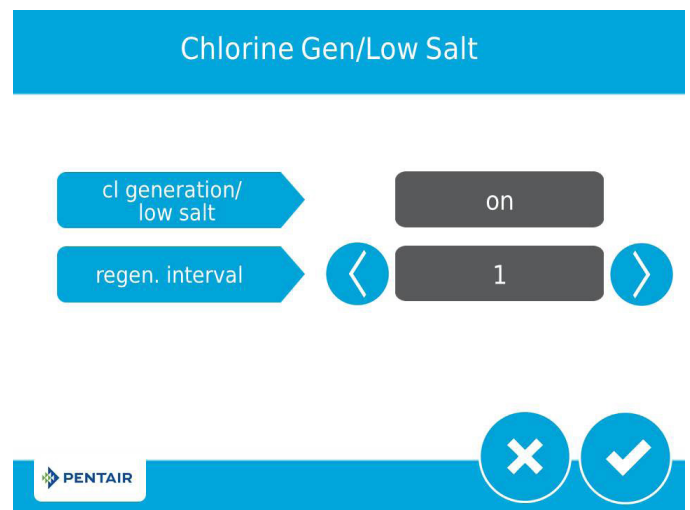 Chlorine Gen/Low Salt
cl generation/
low salt
on
regen. interval
1
PENTAIR